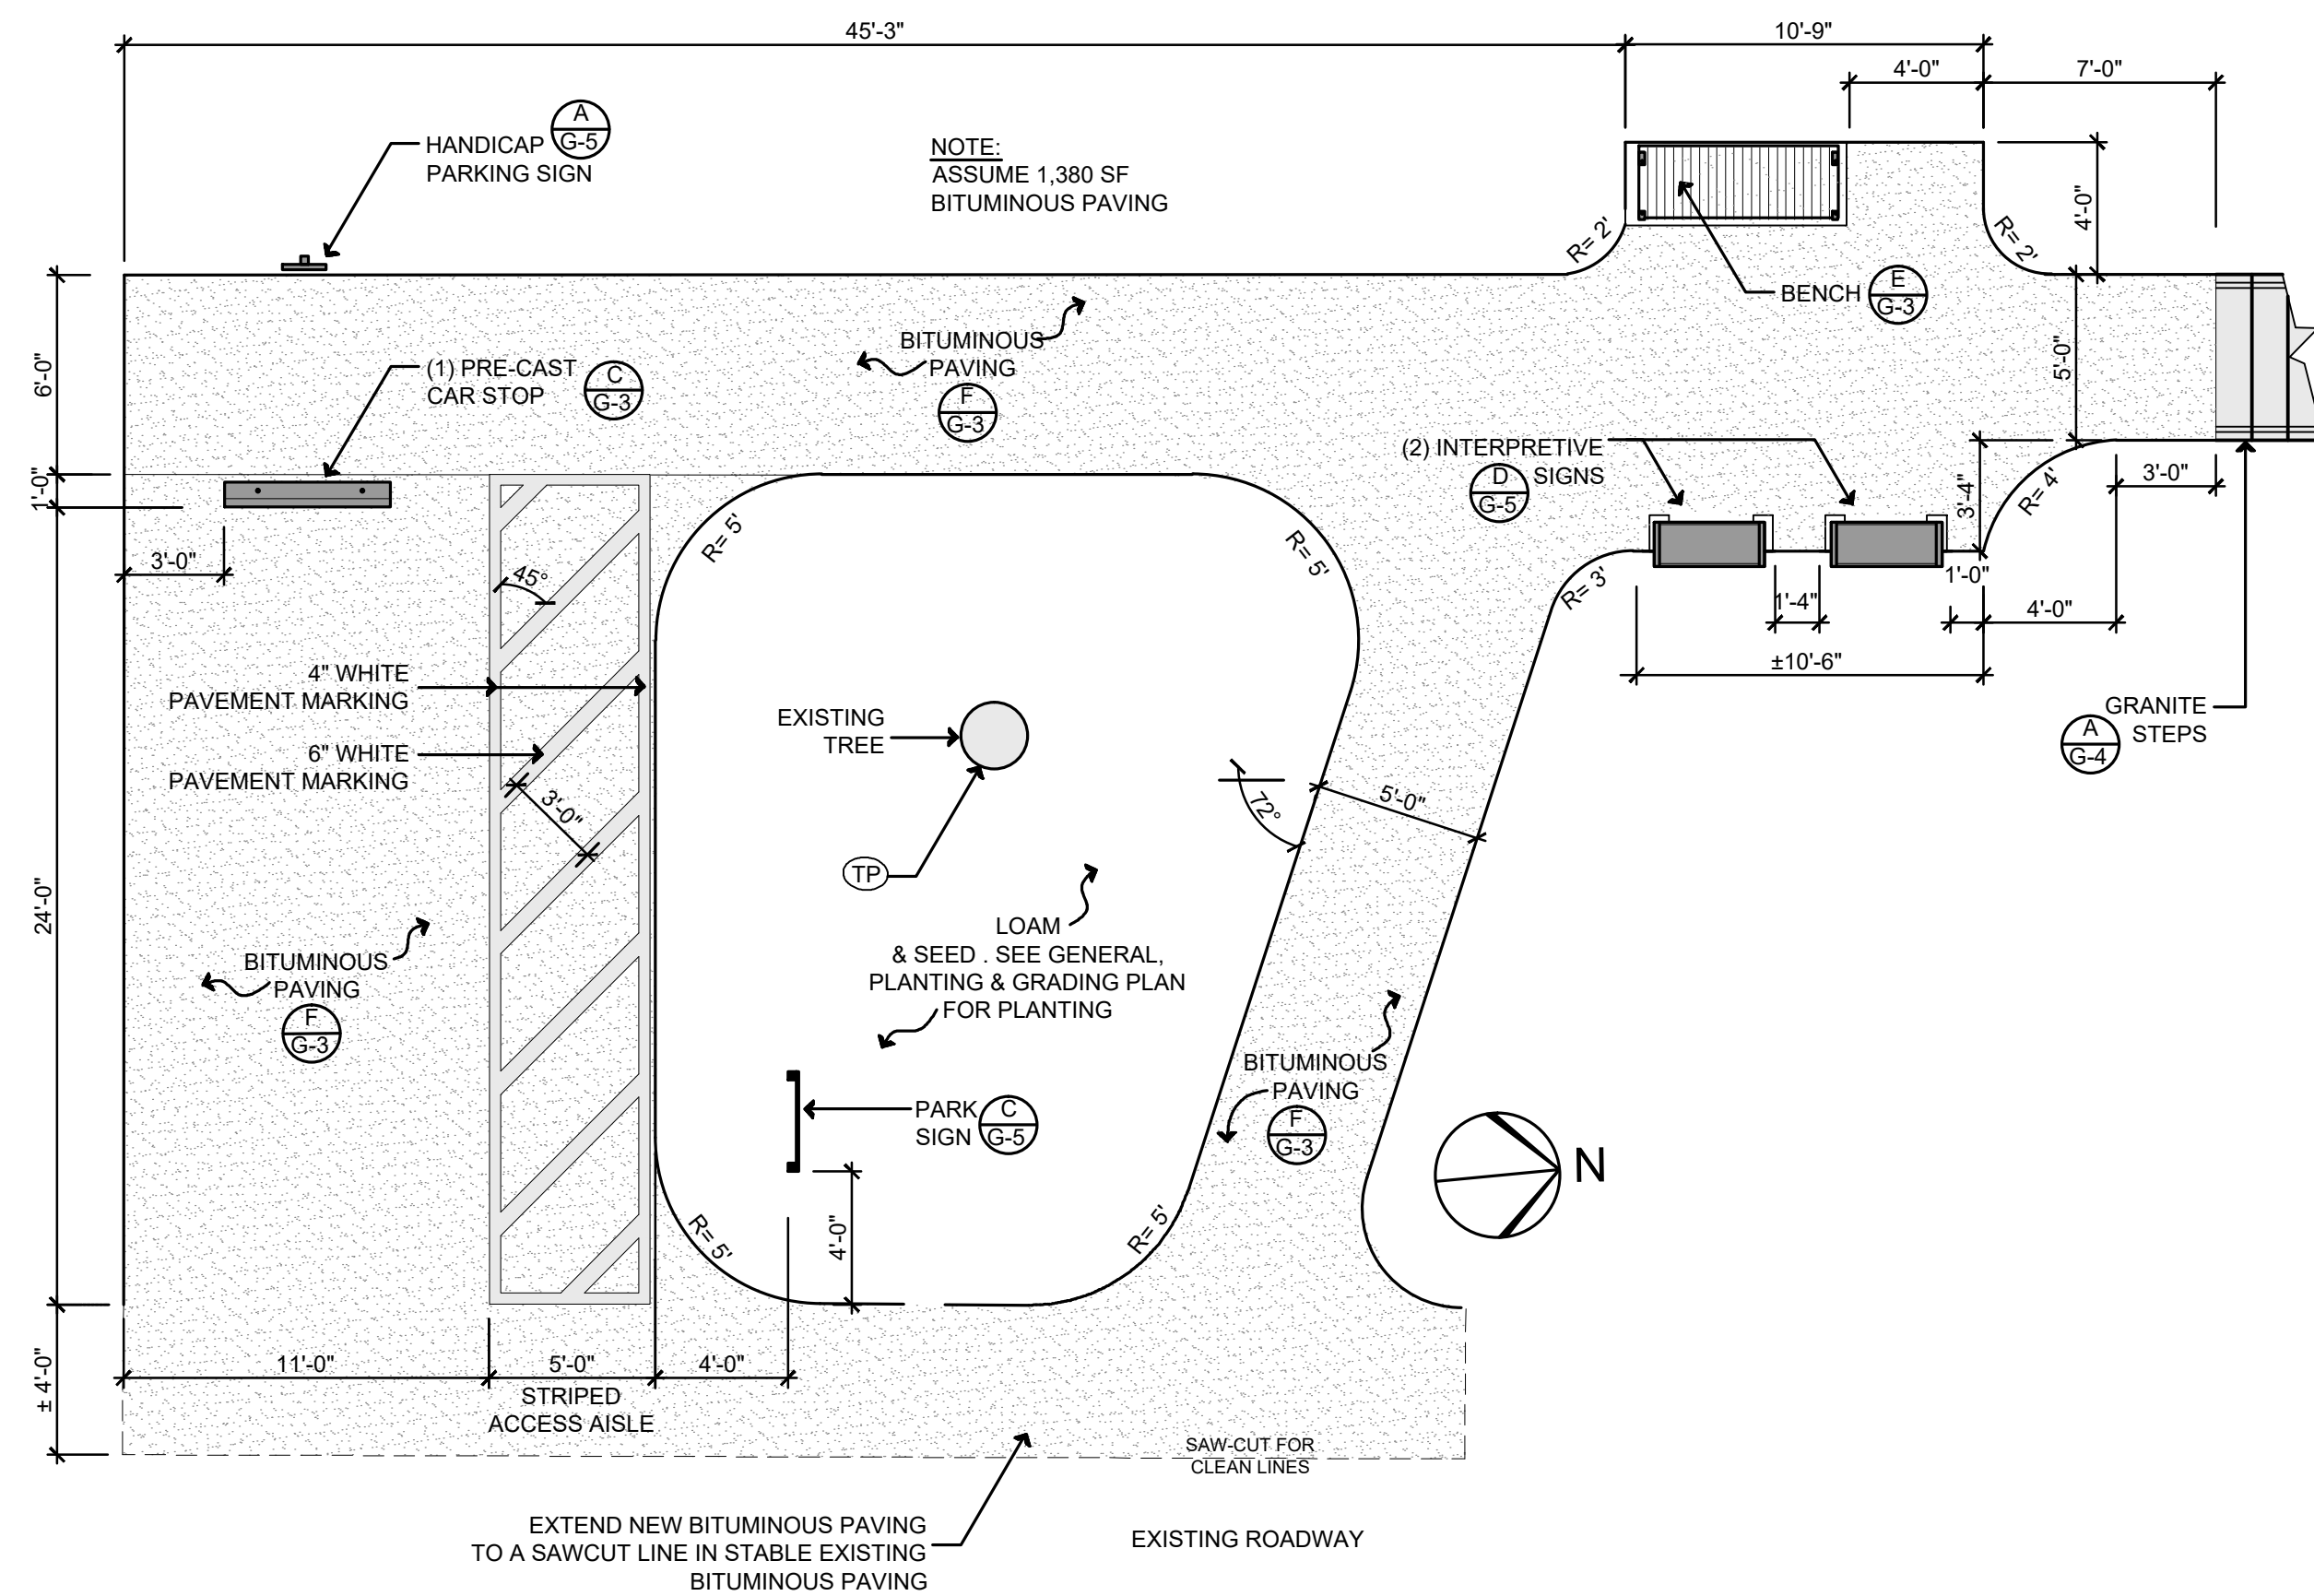 45'-3"
10'-9"
4'-0"
7'-0"
HANDICAP
PARKING SIGN
A
G-5
NOTE:
ASSUME 1,380 SF
BITUMINOUS PAVING
R= 2'
R= 2'
4'-0"
BENCH
E
G-3
6'-0"
(1) PRE-CAST
CAR STOP
C
G-3
BITUMINOUS
PAVING
F
G-3
5'-0"
(2) INTERPRETIVE
SIGNS
D
G-5
3'-4"
R= 4'
3'-0"
1'-0"
3'-0"
45°
R= 5'
R= 5'
R= 3'
1'-4"
1'-0"
4'-0"
±10'-6"
4" WHITE
PAVEMENT MARKING
6" WHITE
PAVEMENT MARKING
3'-0"
EXISTING
TREE
TP
72°
5'-0"
GRANITE
STEPS
A
G-4
24'-0"
BITUMINOUS
PAVING
F
G-3
LOAM
& SEED . SEE GENERAL,
PLANTING & GRADING PLAN
FOR PLANTING
BITUMINOUS
PAVING
F
G-3
PARK
SIGN
C
G-5
N
R= 5'
4'-0"
R= 5'
± 4'-0"
11'-0"
5'-0"
4'-0"
STRIPED
ACCESS AISLE
SAW-CUT FOR
CLEAN LINES
EXTEND NEW BITUMINOUS PAVING
TO A SAWCUT LINE IN STABLE EXISTING
BITUMINOUS PAVING
EXISTING ROADWAY